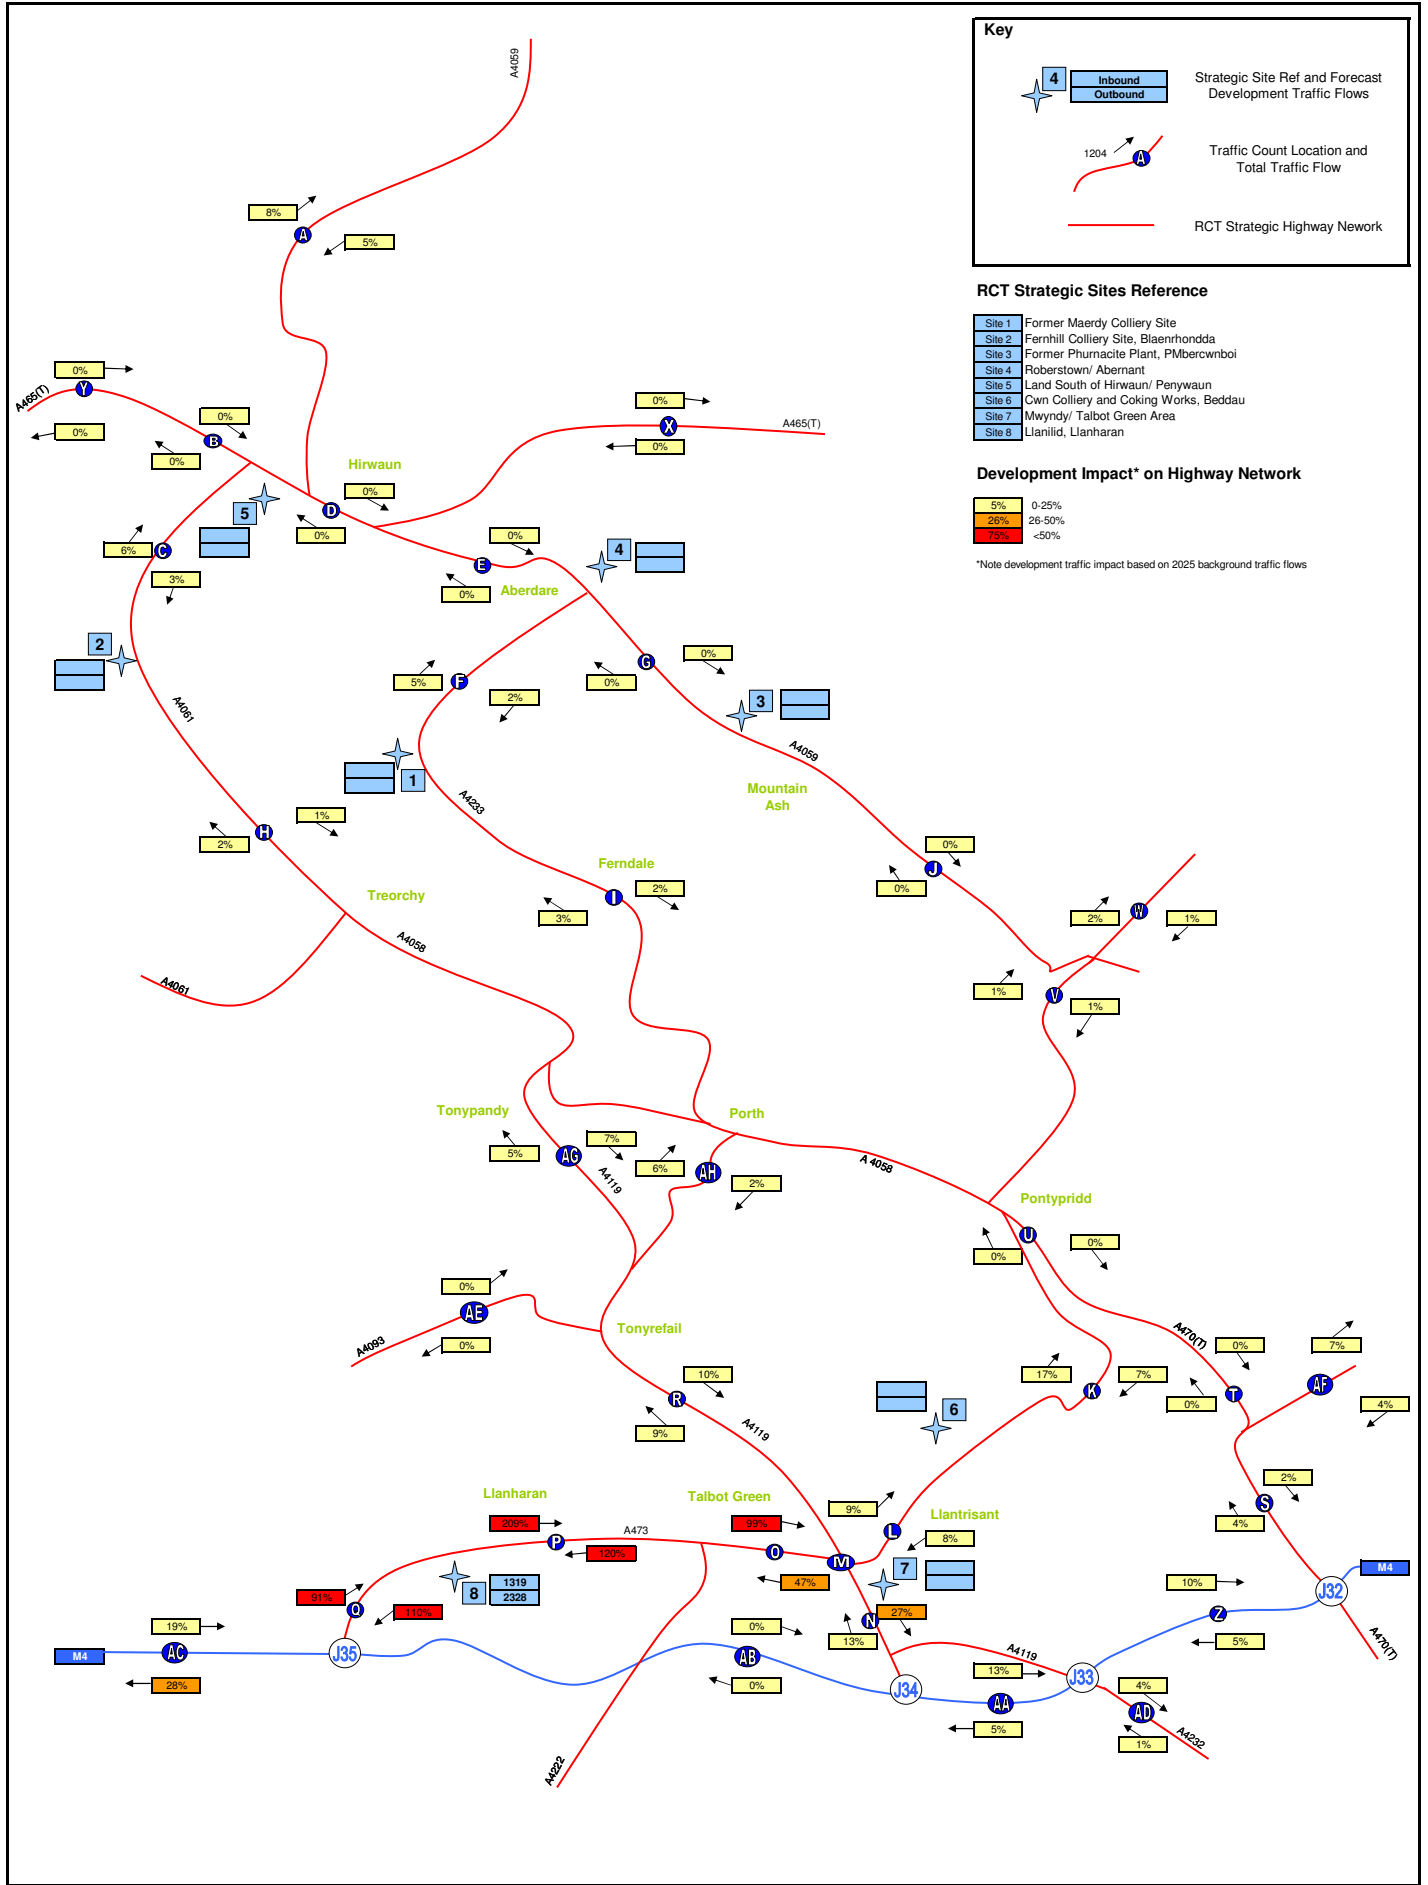 Key
4
Inbound
Outbound
Strategic Site Ref and Forecast
Development Traffic Flows
1204
A
Traffic Count Location and
Total Traffic Flow
RCT Strategic Highway Nework
RCT Strategic Sites Reference
Site 1 Former Maerdy Colliery Site
Site 2 Fernhill Colliery Site, Blaenrhondda
Site 3 Former Phurnacite Plant, PMbercwnboi
Site 4 Roberstown/ Abernant
Site 5 Land South of Hirwaun/ Penywaun
Site 6 Cwn Colliery and Coking Works, Beddau
Site 7 Mwyndy/ Talbot Green Area
Site 8 Llanilid, Llanharan
Development Impact* on Highway Network
5% 0-25%
26% 26-50%
75% <50%
*Note development traffic impact based on 2025 background traffic flows
A4059
8%
A
5%
0%
Y
A465(T)
0%
0%
B
0%
0%
X
A465(T)
0%
Hirwaun
0%
D
0%
5
6%
C
3%
0%
E
0%
4
Aberdare
2
A4061
5%
F
2%
0%
G
0%
3
A4059
Mountain
Ash
1
A4233
1%
H
2%
Treorchy
A4058
A4061
Ferndale
2%
I
3%
0%
J
0%
2%
W
1%
1%
V
1%
Tonypandy
5%
AG
7%
A4119
6%
AH
2%
Porth
A 4058
Pontypridd
U
0%
0%
0%
AE
0%
A4093
Tonyrefail
10%
R
9%
A4119
6
17%
K
7%
A470(T)
0%
T
0%
7%
AF
4%
2%
S
4%
Llanharan
209%
P
120%
A473
Talbot Green
99%
O
47%
M
9%
L
8%
Llantrisant
7
8
1319
2328
91%
Q
110%
19%
AC
M4
28%
J35
0%
AB
0%
N
27%
13%
J34
A4119
13%
AA
5%
J33
10%
Z
5%
J32
M4
A470(T)
4%
AD
1%
A4232
A4222